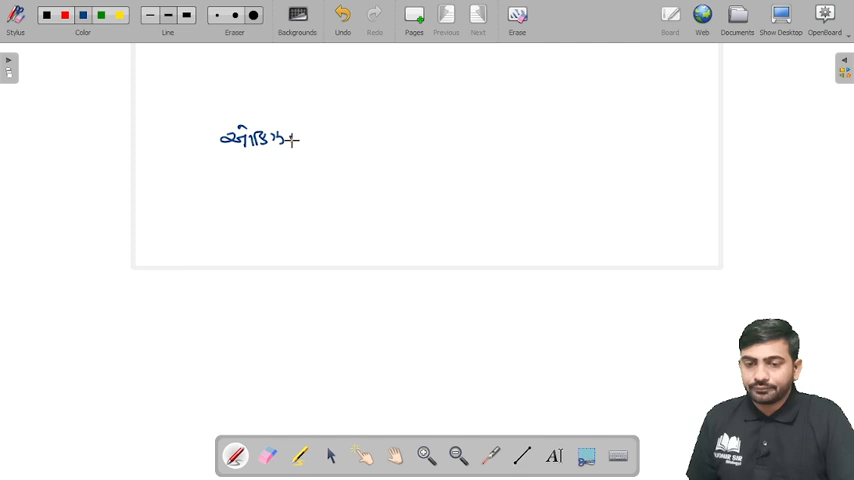 Stylus
Color
Line
Eraser
Backgrounds
Undo
Redo
Pages
Previous
Next
Erase
Board
Web
Documents
Show Desktop
OpenBoard